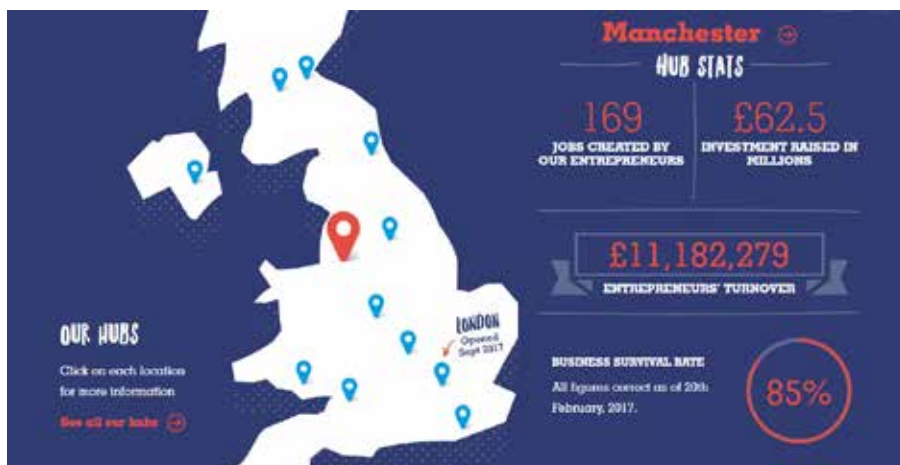 Manchester
HUB STATS
169
JOBS CREATED BY
OUR ENTREPRENEURS
£62.5
INVESTMENT RAISED IN
MILLIONS
£11,182,279
ENTREPRENEURS' TURNOVER
LONDON
Opened
Sept 2017
OUR HUBS
Click on each location
for more information
See all our hubs
BUSINESS SURVIVAL RATE
All figures correct as of 20th
February, 2017.
85%